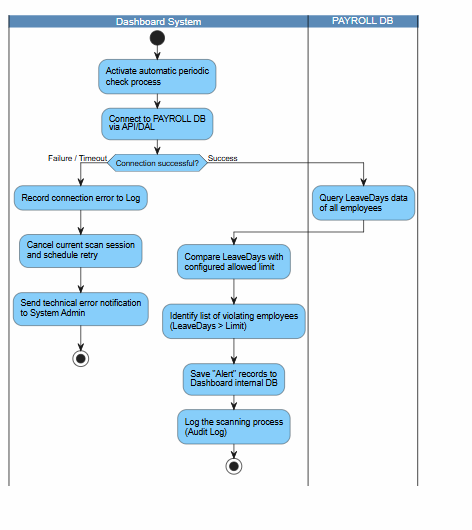 Dashboard System
PAYROLL DB
Activate automatic periodic
check process
Connect to PAYROLL DB
via API/DAL
Failure / Timeout
Connection successful?
Success
Record connection error to Log
Query LeaveDays data
of all employees
Cancel current scan session
and schedule retry
Compare LeaveDays with
configured allowed limit
Send technical error notification
to System Admin
Identify list of violating employees
(LeaveDays > Limit)
Save "Alert" records to
Dashboard internal DB
Log the scanning process
(Audit Log)